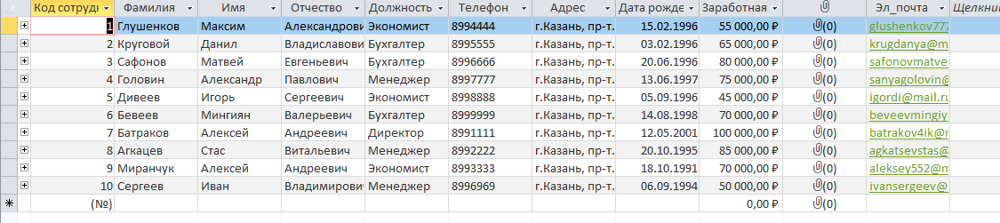 Код сотрудн Фамилия Имя Отчество Должность Телефон Адрес Дата рожде Заработная Эл_почта Щелкни
1 Глушенков Максим Александрови Экономист 8994444 г.Казань, пр-т. 15.02.1996 55 000,00 ₽ (0) glushenkov777
2 Круговой Данил Владиславови Бухгалтер 8995555 г.Казань, пр-т. 03.02.1996 65 000,00 ₽ (0) krugdanya@m
3 Сафонов Матвей Евгеньевич Бухгалтер 8996666 г.Казань, пр-т. 20.06.1996 80 000,00 ₽ (0) safonovmatve
4 Головин Александр Павлович Менеджер 8997777 г.Казань, пр-т. 13.06.1997 75 000,00 ₽ (0) sanyagolovin@
5 Дивеев Игорь Сергеевич Экономист 8998888 г.Казань, пр-т. 05.09.1996 45 000,00 ₽ (0) igordi@mail.ru
6 Бевеев Мингиян Валерьевич Бухгалтер 8999999 г.Казань, пр-т. 14.08.1998 70 000,00 ₽ (0) beveevmingiy
7 Батраков Алексей Андреевич Директор 8991111 г.Казань, пр-т. 12.05.2001 100 000,00 ₽ (0) batrakov4ik@m
8 Агкацев Стас Витальевич Менеджер 8992222 г.Казань, пр-т. 20.10.1995 85 000,00 ₽ (0) agkatsevstas@
9 Миранчук Алексей Андреевич Экономист 8993333 г.Казань, пр-т. 18.10.1991 70 000,00 ₽ (0) aleksey552@m
10 Сергеев Иван Владимирович Менеджер 8996969 г.Казань, пр-т. 06.09.1994 50 000,00 ₽ (0) ivansergeev@
(№) 0,00 ₽ (0)